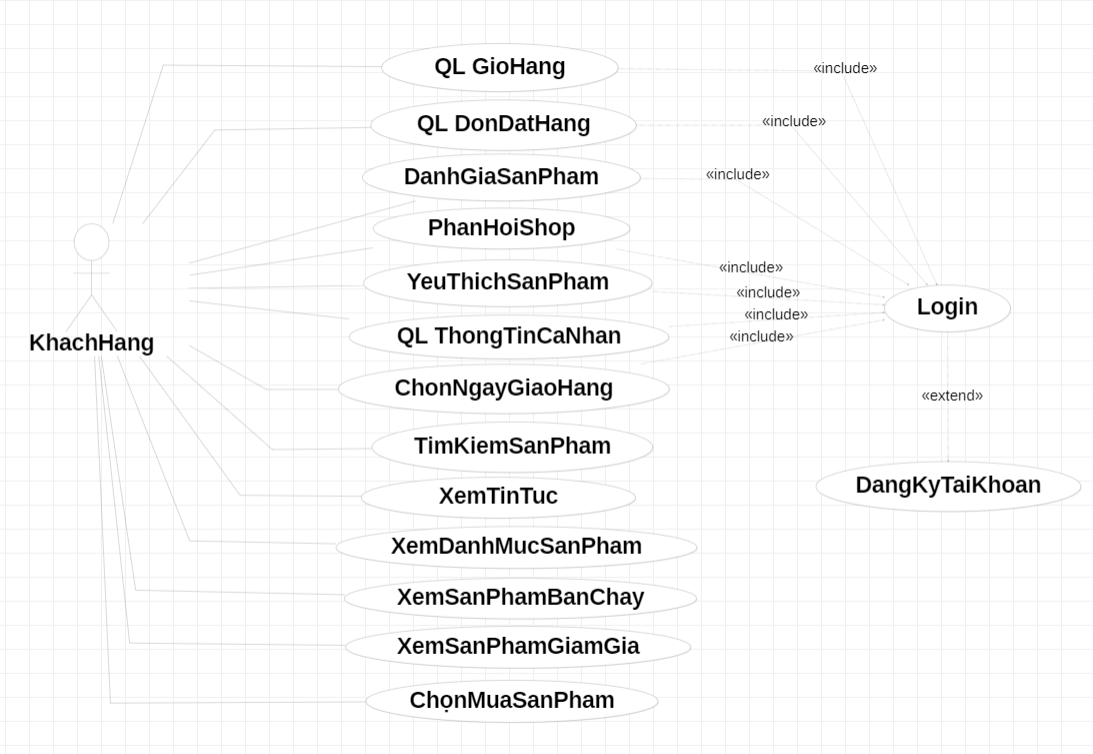 QL GioHang
«include»
QL DonDatHang
«include»
DanhGiaSanPham
«include»
PhanHoiShop
«include»
YeuThichSanPham
«include»
Login
«include»
QL ThongTinCaNhan
«include»
KhachHang
ChonNgayGiaoHang
«extend»
TimKiemSanPham
XemTinTuc
DangKyTaiKhoan
XemDanhMucSanPham
XemSanPhamBanChay
XemSanPhamGiamGia
ChọnMuaSanPham